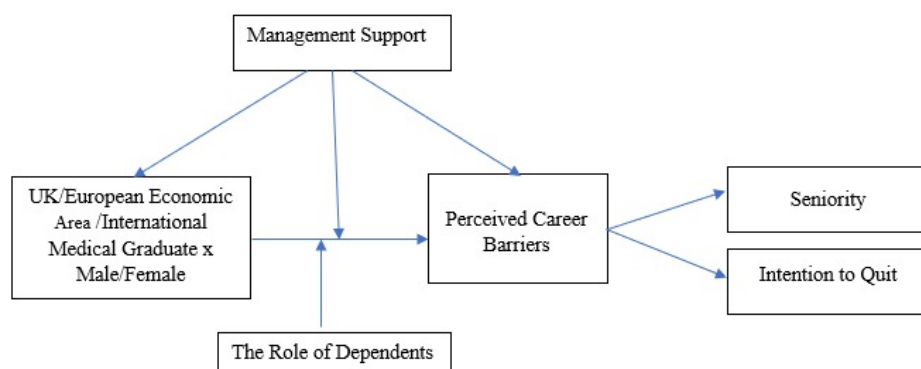 Management Support
UK/European Economic
Area /International
Medical Graduate x
Male/Female
Perceived Career
Barriers
Seniority
Intention to Quit
The Role of Dependents